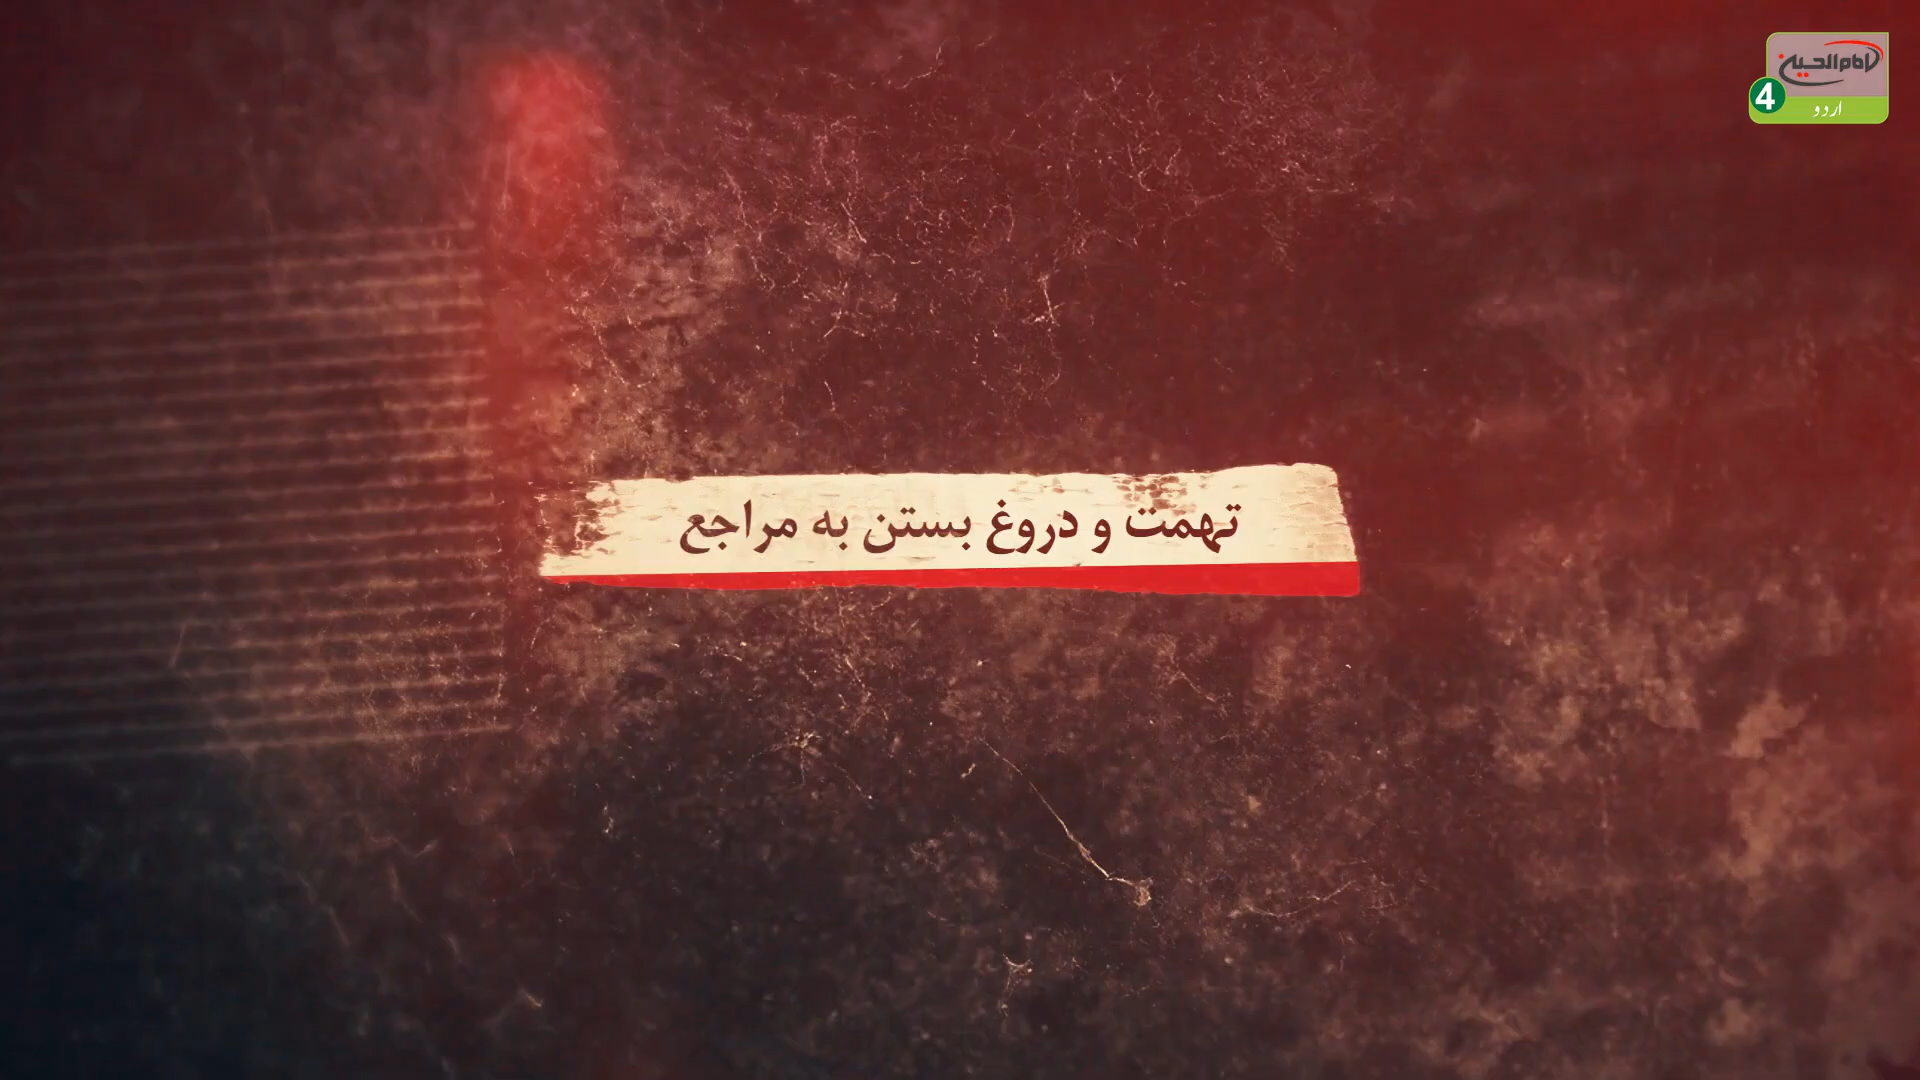 امام الحسین
4
اردو
تهمت و دروغ بستن به مراجع